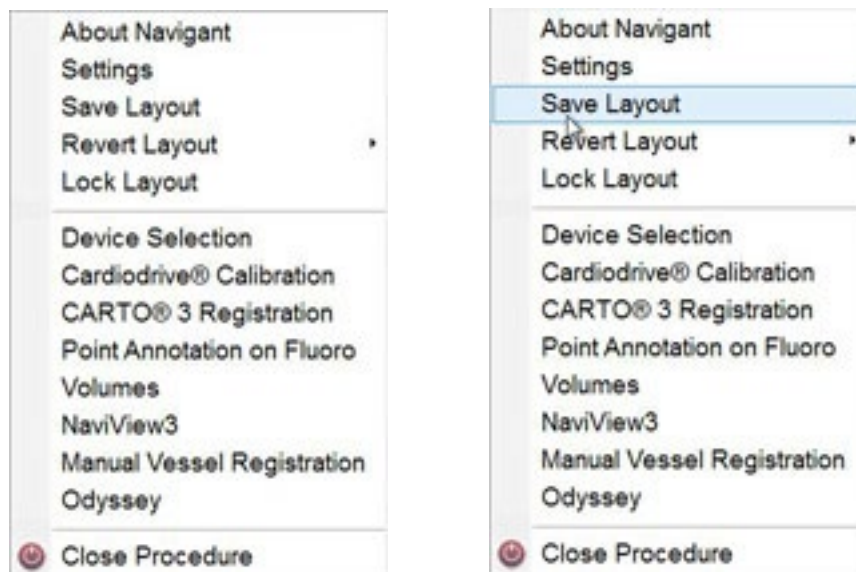 About Navigant
Settings
Save Layout
Revert Layout
Lock Layout
Device Selection
Cardiodrive® Calibration
CARTO® 3 Registration
Point Annotation on Fluoro
Volumes
NaviView3
Manual Vessel Registration
Odyssey
Close Procedure
About Navigant
Settings
Save Layout
Revert Layout
Lock Layout
Device Selection
Cardiodrive® Calibration
CARTO® 3 Registration
Point Annotation on Fluoro
Volumes
NaviView3
Manual Vessel Registration
Odyssey
Close Procedure